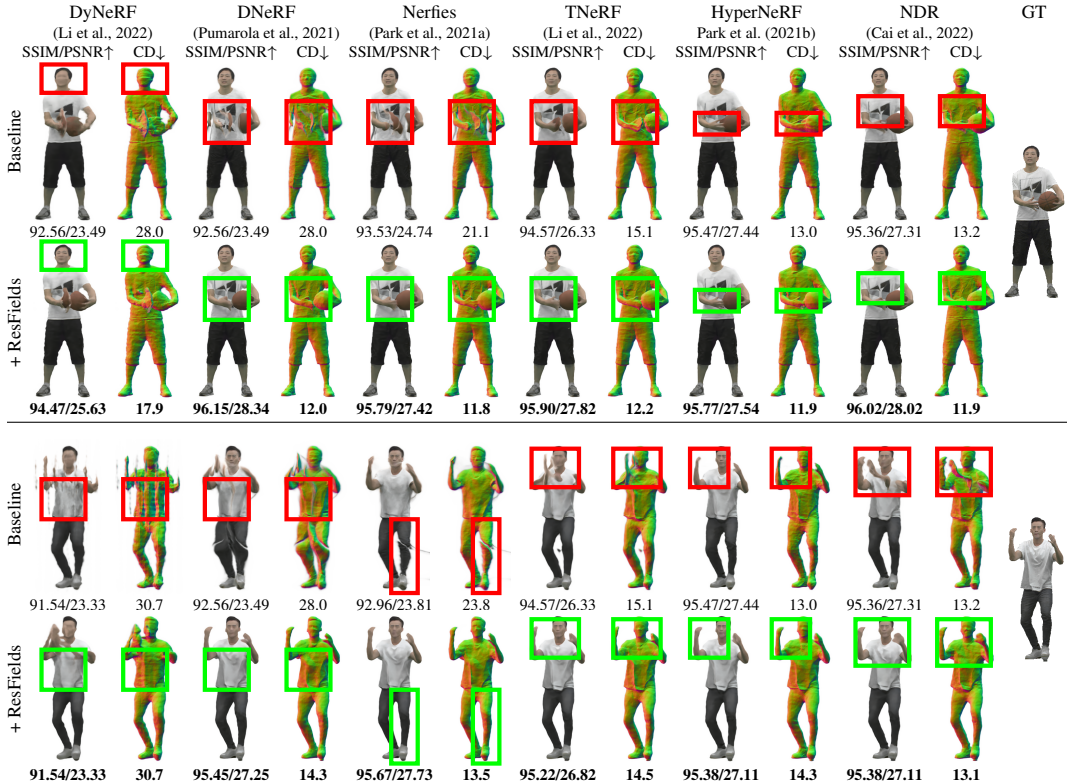 DyNeRF DNeRF Nerfies TNeRF HyperNeRF NDR GT
(Li et al., 2022) (Pumarola et al., 2021) (Park et al., 2021a) (Li et al., 2022) Park et al. (2021b) (Cai et al., 2022)
SSIM/PSNR↑ CD↓ SSIM/PSNR↑ CD↓ SSIM/PSNR↑ CD↓ SSIM/PSNR↑ CD↓ SSIM/PSNR↑ CD↓ SSIM/PSNR↑ CD↓
Baseline
92.56/23.49 28.0 92.56/23.49 28.0 93.53/24.74 21.1 94.57/26.33 15.1 95.47/27.44 13.0 95.36/27.31 13.2
+ ResFields
94.47/25.63 17.9 96.15/28.34 12.0 95.79/27.42 11.8 95.90/27.82 12.2 95.77/27.54 11.9 96.02/28.02 11.9
Baseline
91.54/23.33 30.7 92.56/23.49 28.0 92.96/23.81 23.8 94.57/26.33 15.1 95.47/27.44 13.0 95.36/27.31 13.2
+ ResFields
91.54/23.33 30.7 95.45/27.25 14.3 95.67/27.73 13.5 95.22/26.82 14.5 95.38/27.11 14.3 95.38/27.11 13.1